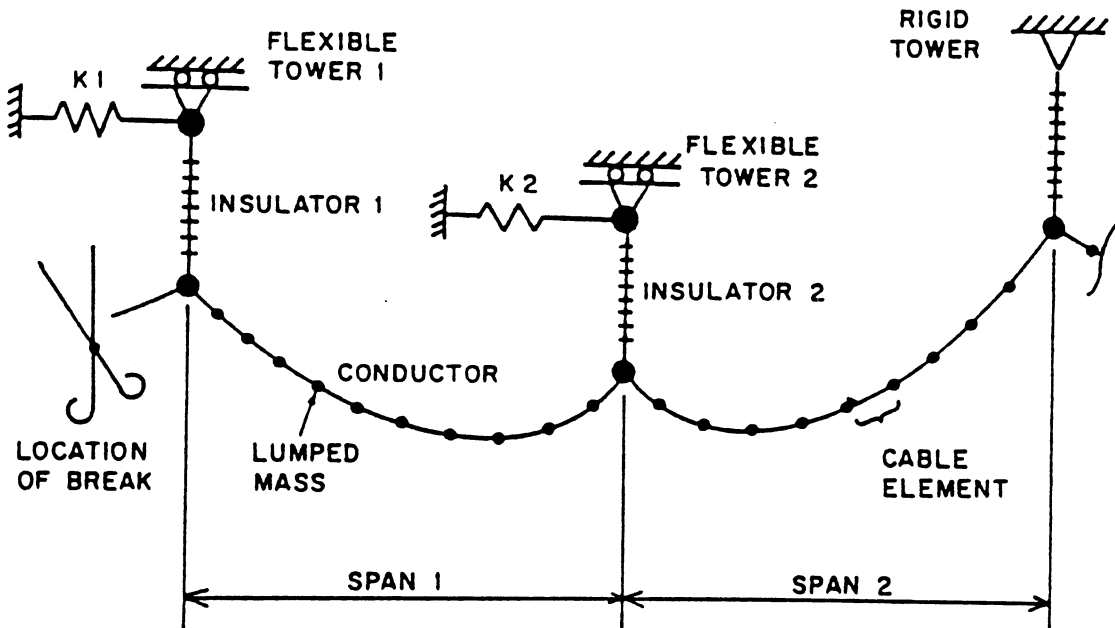 RIGID
TOWER
FLEXIBLE
TOWER 1
K1
FLEXIBLE
TOWER 2
K2
INSULATOR 1
INSULATOR 2
CONDUCTOR
LOCATION
OF BREAK
LUMPED
MASS
CABLE
ELEMENT
SPAN 1
SPAN 2